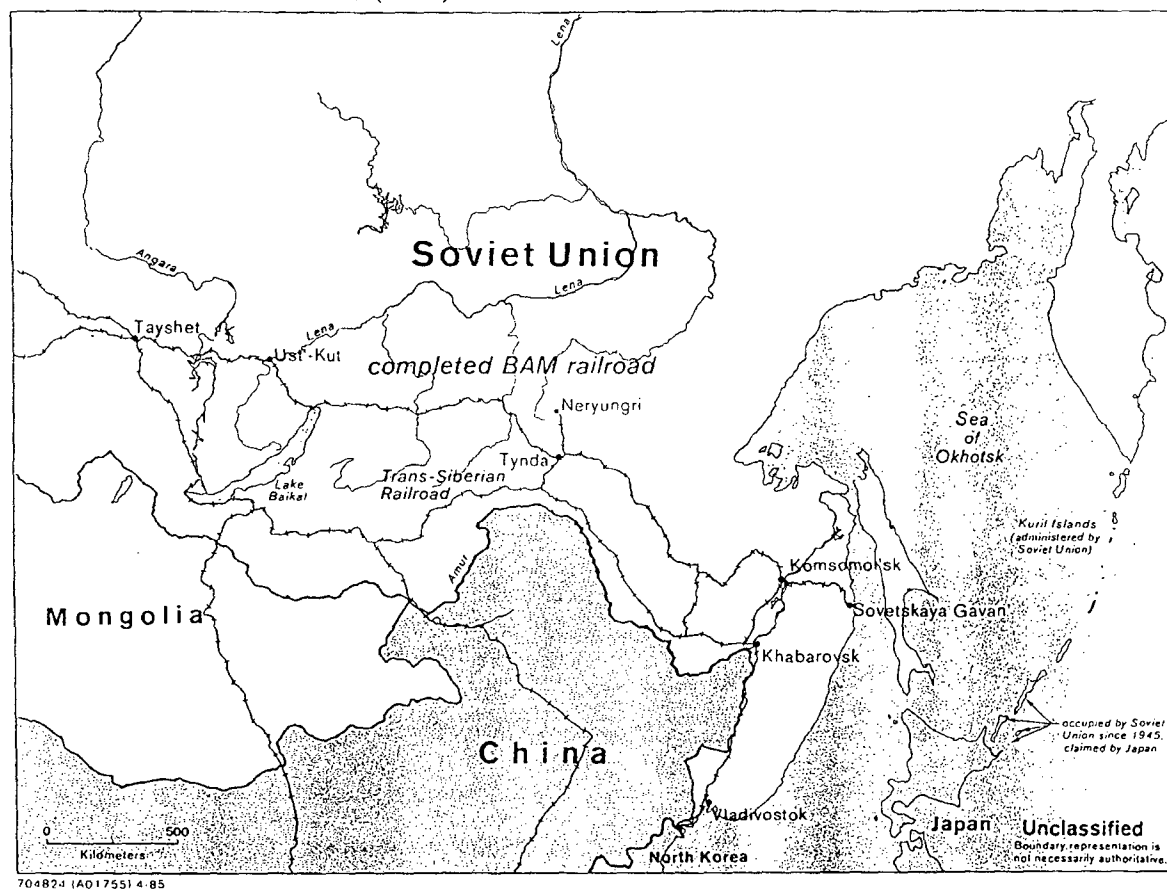 Lena
Angara
Soviet Union
Lena
Tayshet
Lena
Ust'-Kut
completed BAM railroad
Neryungri
Sea
of
Okhotsk
Tynda
Lake
Baikal
Trans-Siberian
Railroad
Kuril Islands
(administered by
Soviet Union)
Amur
Komsomol'sk
Mongolia
Sovetskaya Gavan
Khabarovsk
occupied by Soviet
Union since 1945,
claimed by Japan
China
Vladivostok
Japan
Unclassified
0 500
Kilometers
North Korea
Boundary representation is
not necessarily authoritative.
704824 (A01755) 4-85